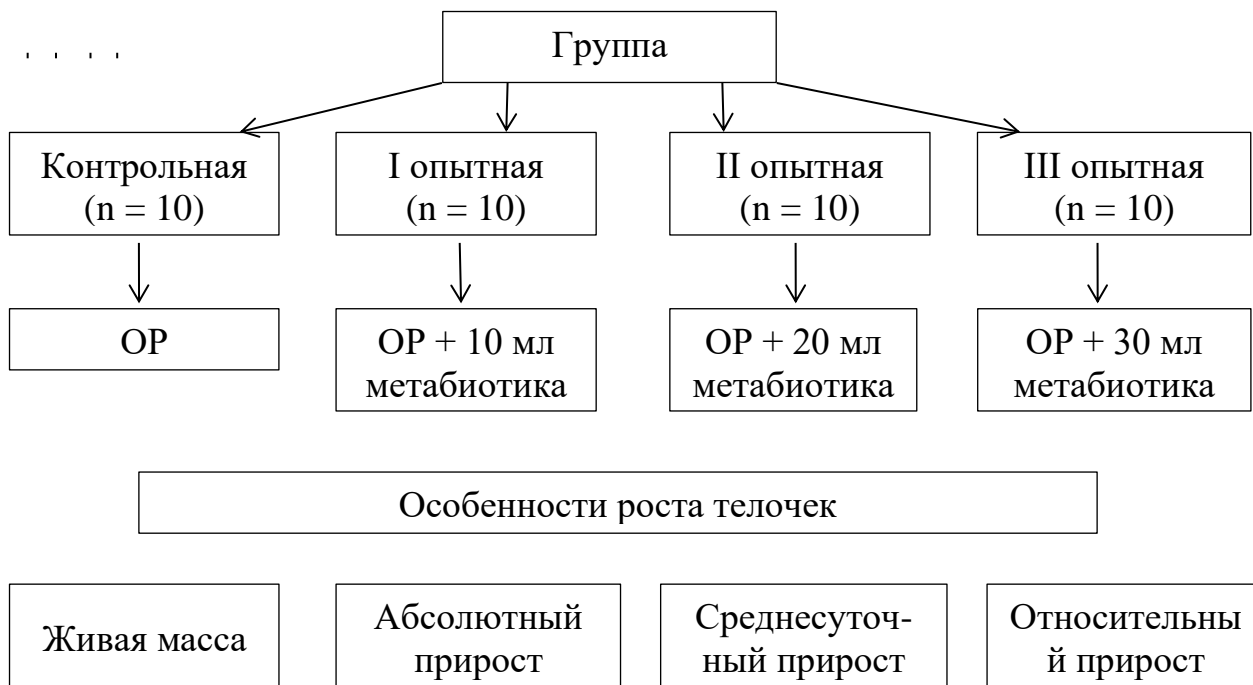 Группа
Контрольная
(n = 10)
I опытная
(n = 10)
II опытная
(n = 10)
III опытная
(n = 10)
ОР
ОР + 10 мл
метабиотика
ОР + 20 мл
метабиотика
ОР + 30 мл
метабиотика
Особенности роста телочек
Живая масса
Абсолютный
прирост
Среднесуточ-
ный прирост
Относительны
й прирост